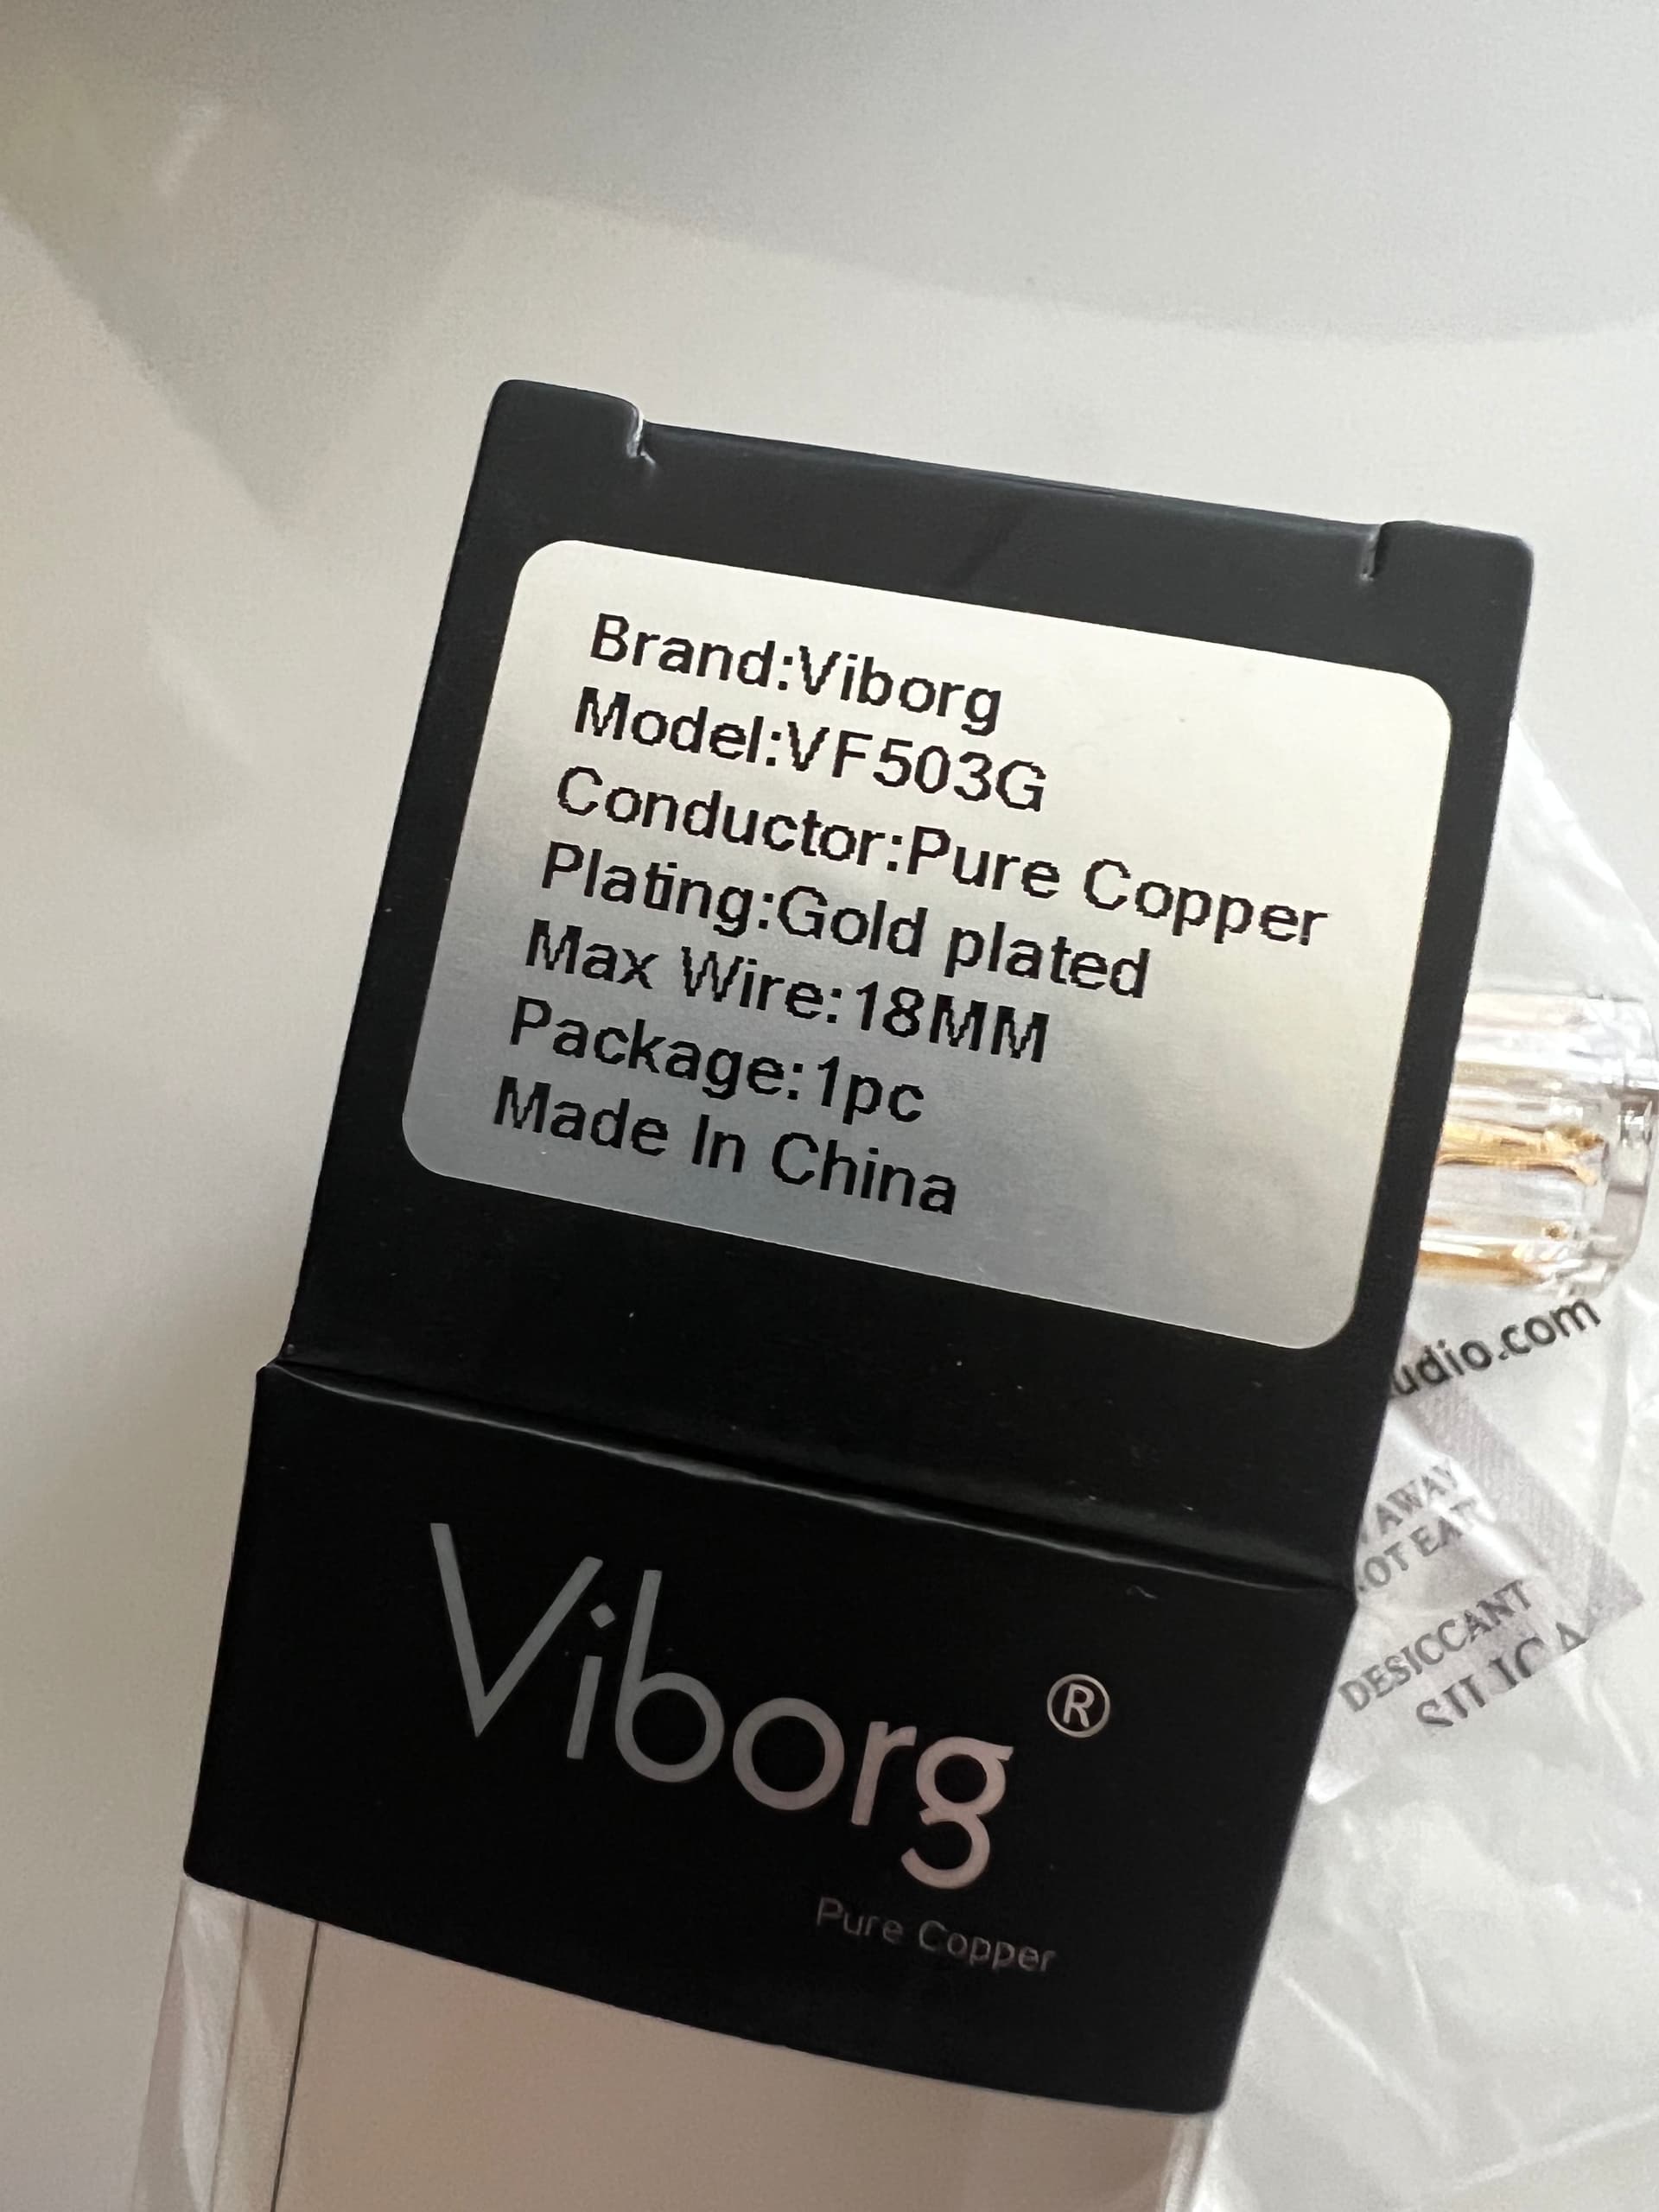 Brand:Viborg
Model:VF503G
Conductor:Pure Copper
Plating:Gold plated
Max Wire:18MM
Package:1pc
Made In China
Viborg ®
Pure Copper
udio.com
AWAY
OT EAT
DESICCANT
SILICA